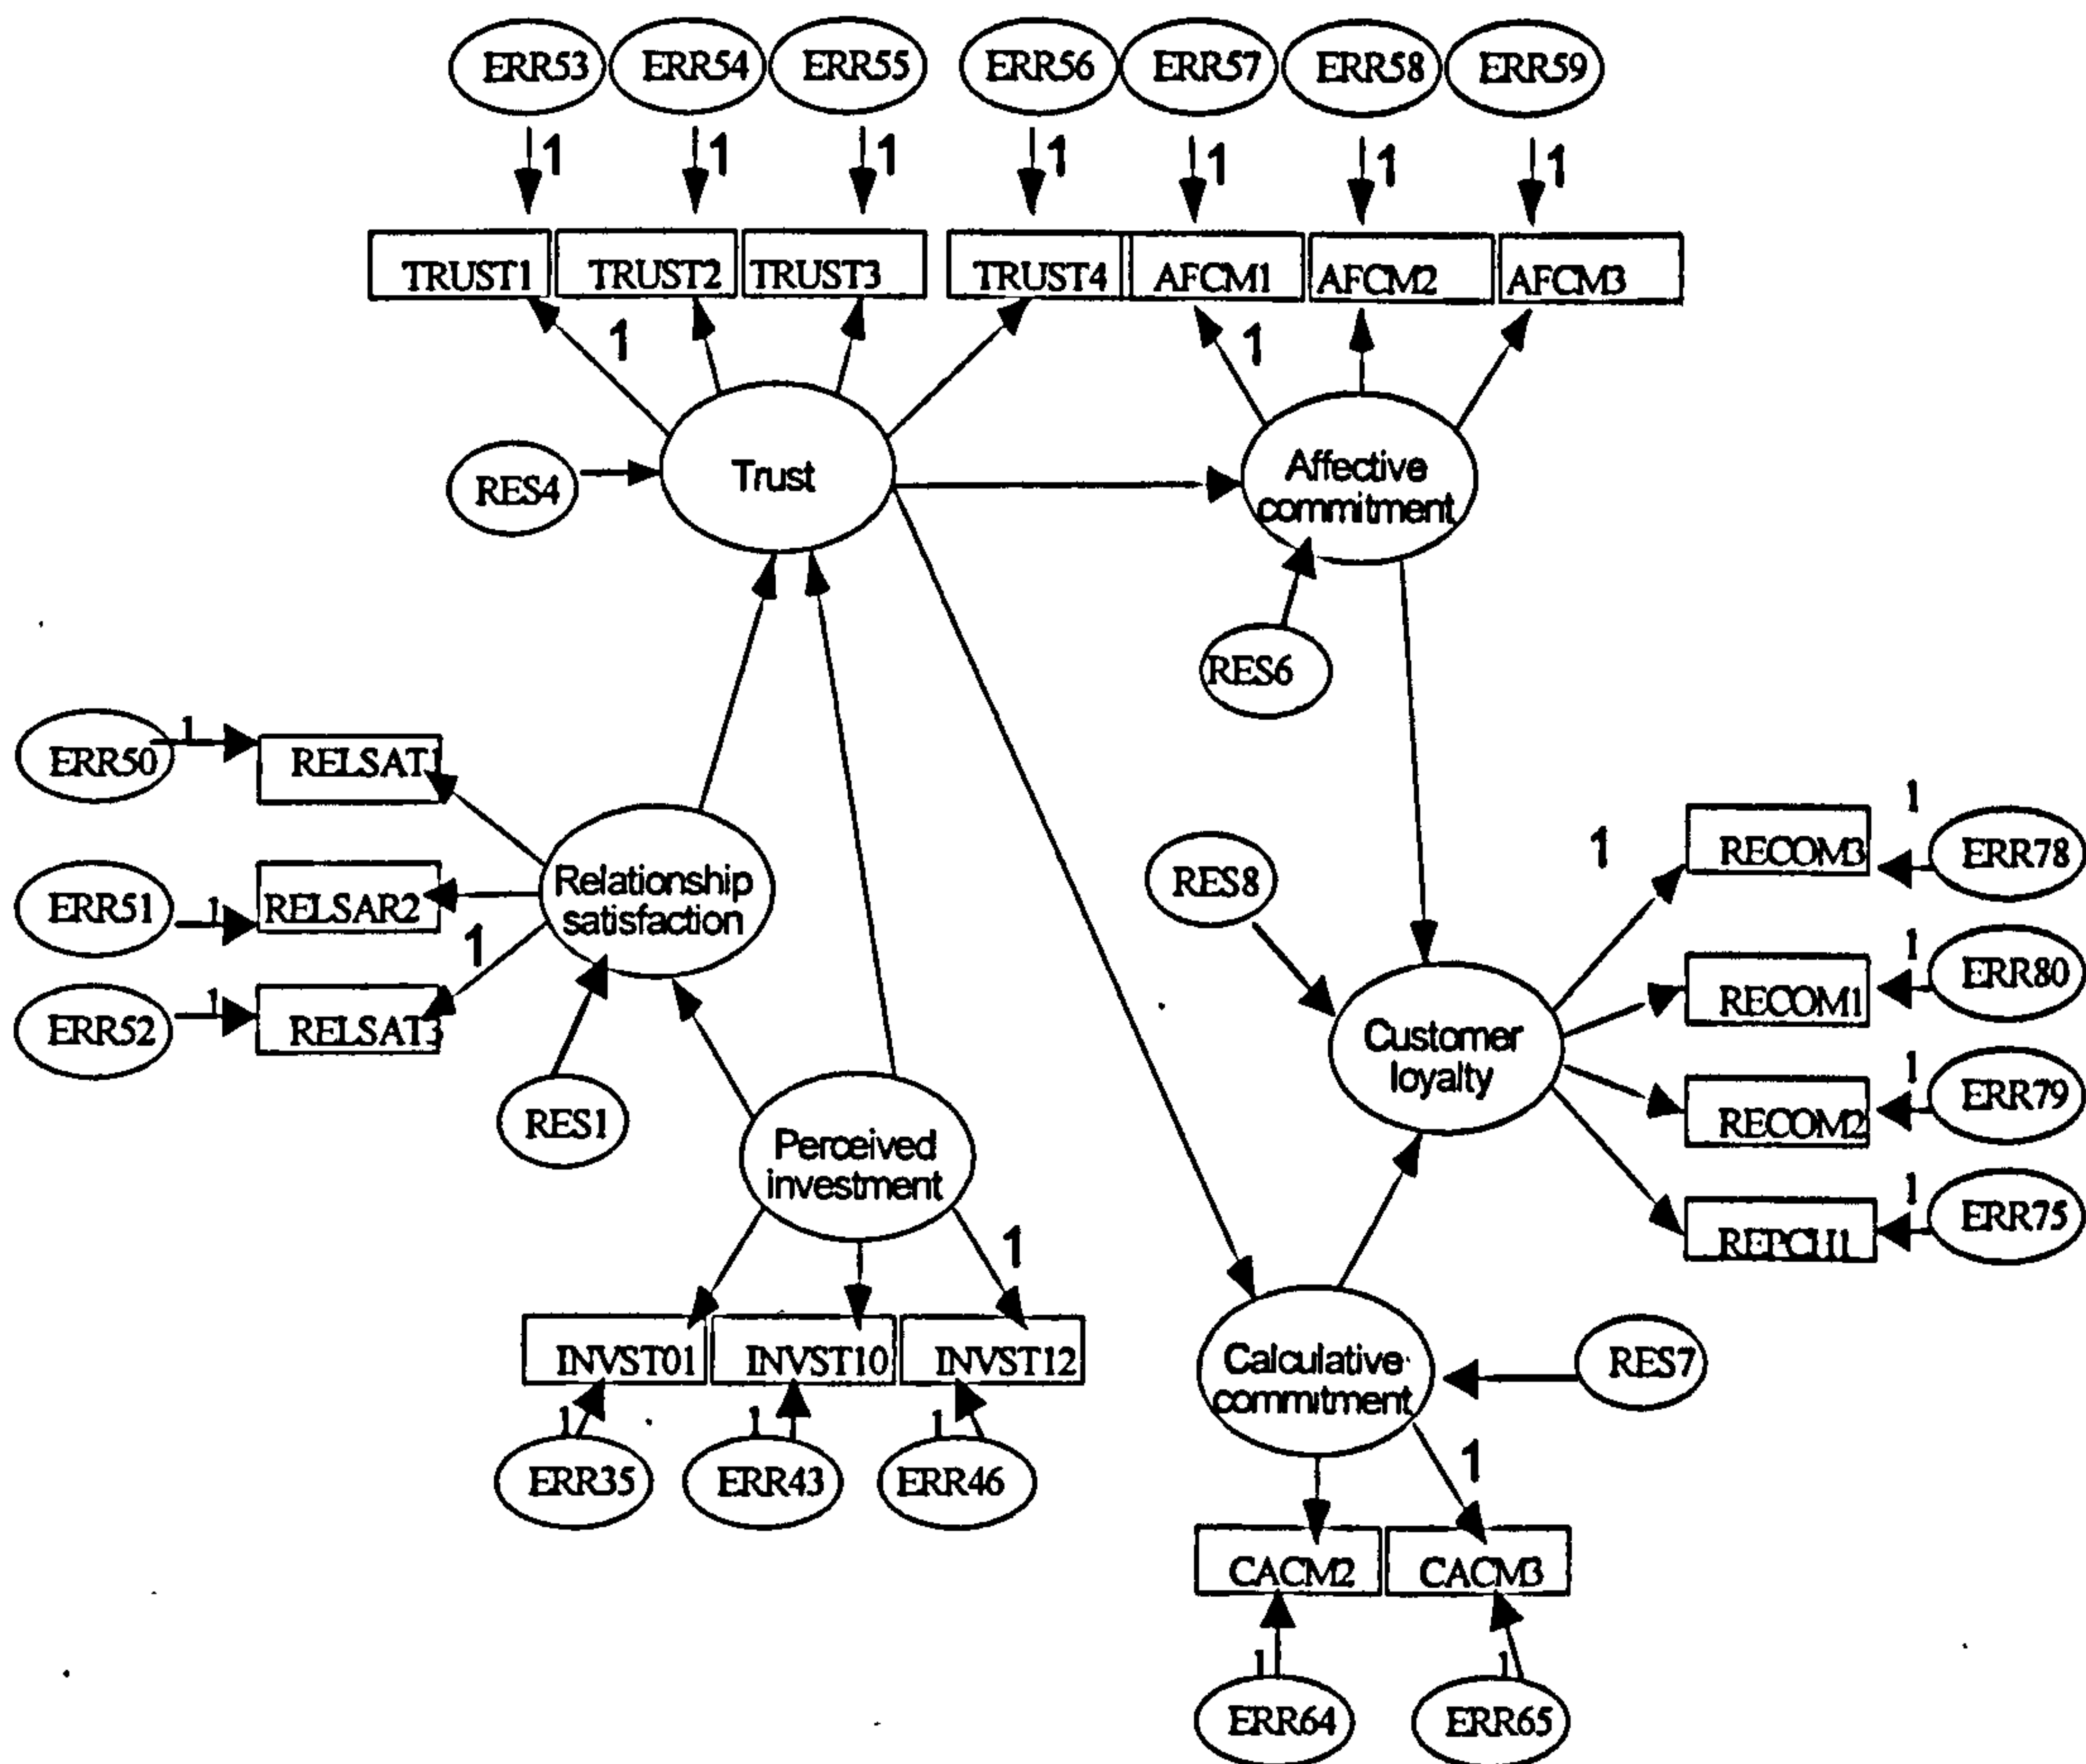 ERR53 ERR54 ERR55 ERR56 ERR57 ERR58 ERR59
1 1 1 1 1 1 1
TRUST1 TRUST2 TRUST3 TRUST4 AFCM1 AFCM2 AFCM3
1 1
Trust
Affective
commitment
RES4
RES6
ERR50 1 RELSAT1
ERR51 1 RELSAR2
ERR52 1 RELSAT3
1
Relationship
satisfaction
RES1
RES8
Customer
loyalty
1
RECOM3 1 ERR78
RECOM1 1 ERR80
RECOM2 1 ERR79
REPCH1 1 ERR75
Perceived
investment
1
INVST01 INVST10 INVST12
1 1 1
ERR35 ERR43 ERR46
Calculative
commitment
RES7
1
CACM2 CACM3
1 1
ERR64 ERR65